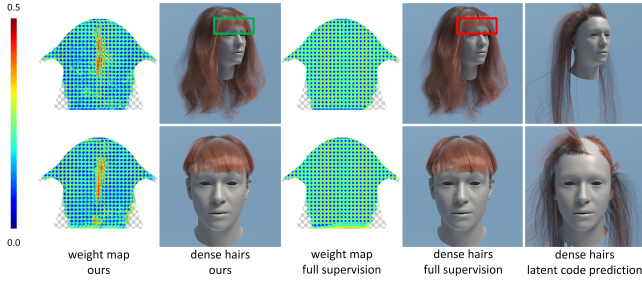 0.5
0.0
weight map
ours
dense hairs
ours
weight map
full supervision
dense hairs
full supervision
dense hairs
latent code prediction